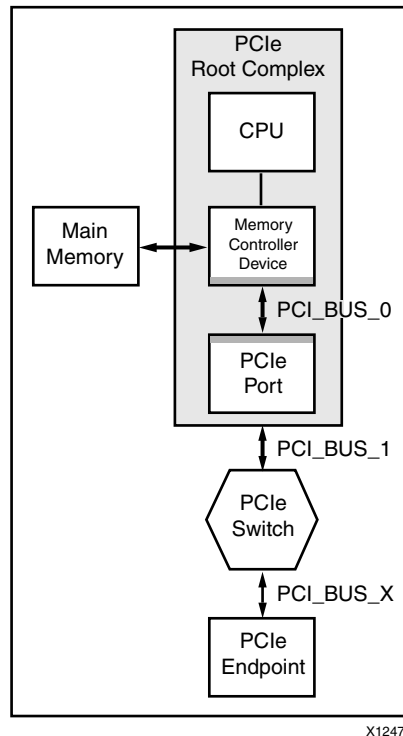 PCIe
Root Complex
CPU
Main
Memory
Memory
Controller
Device
PCI_BUS_0
PCIe
Port
PCI_BUS_1
PCIe
Switch
PCI_BUS_X
PCIe
Endpoint
X1247